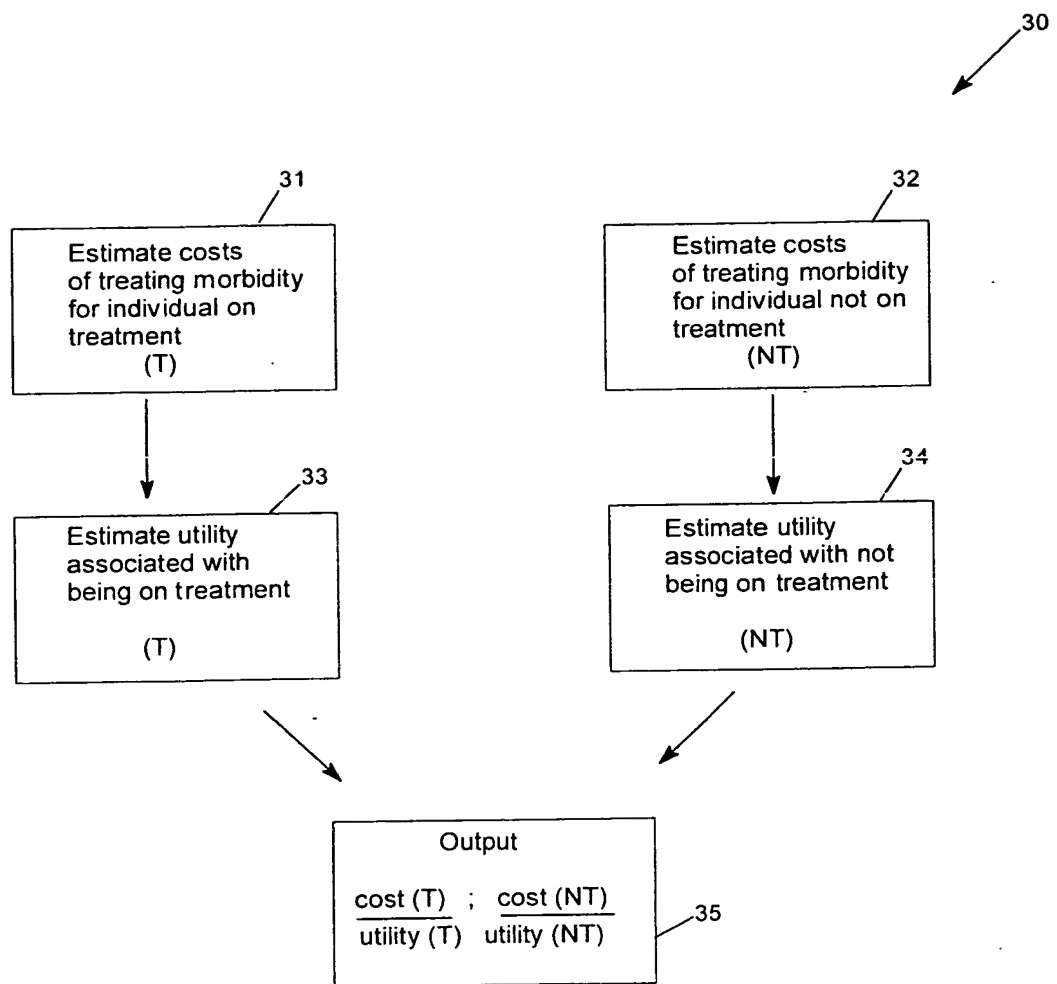 30
31
Estimate costs
of treating morbidity
for individual on
treatment
(T)
32
Estimate costs
of treating morbidity
for individual not on
treatment
(NT)
33
Estimate utility
associated with
being on treatment
(T)
34
Estimate utility
associated with not
being on treatment
(NT)
Output
cost (T) ; cost (NT)
utility (T) utility (NT)
35